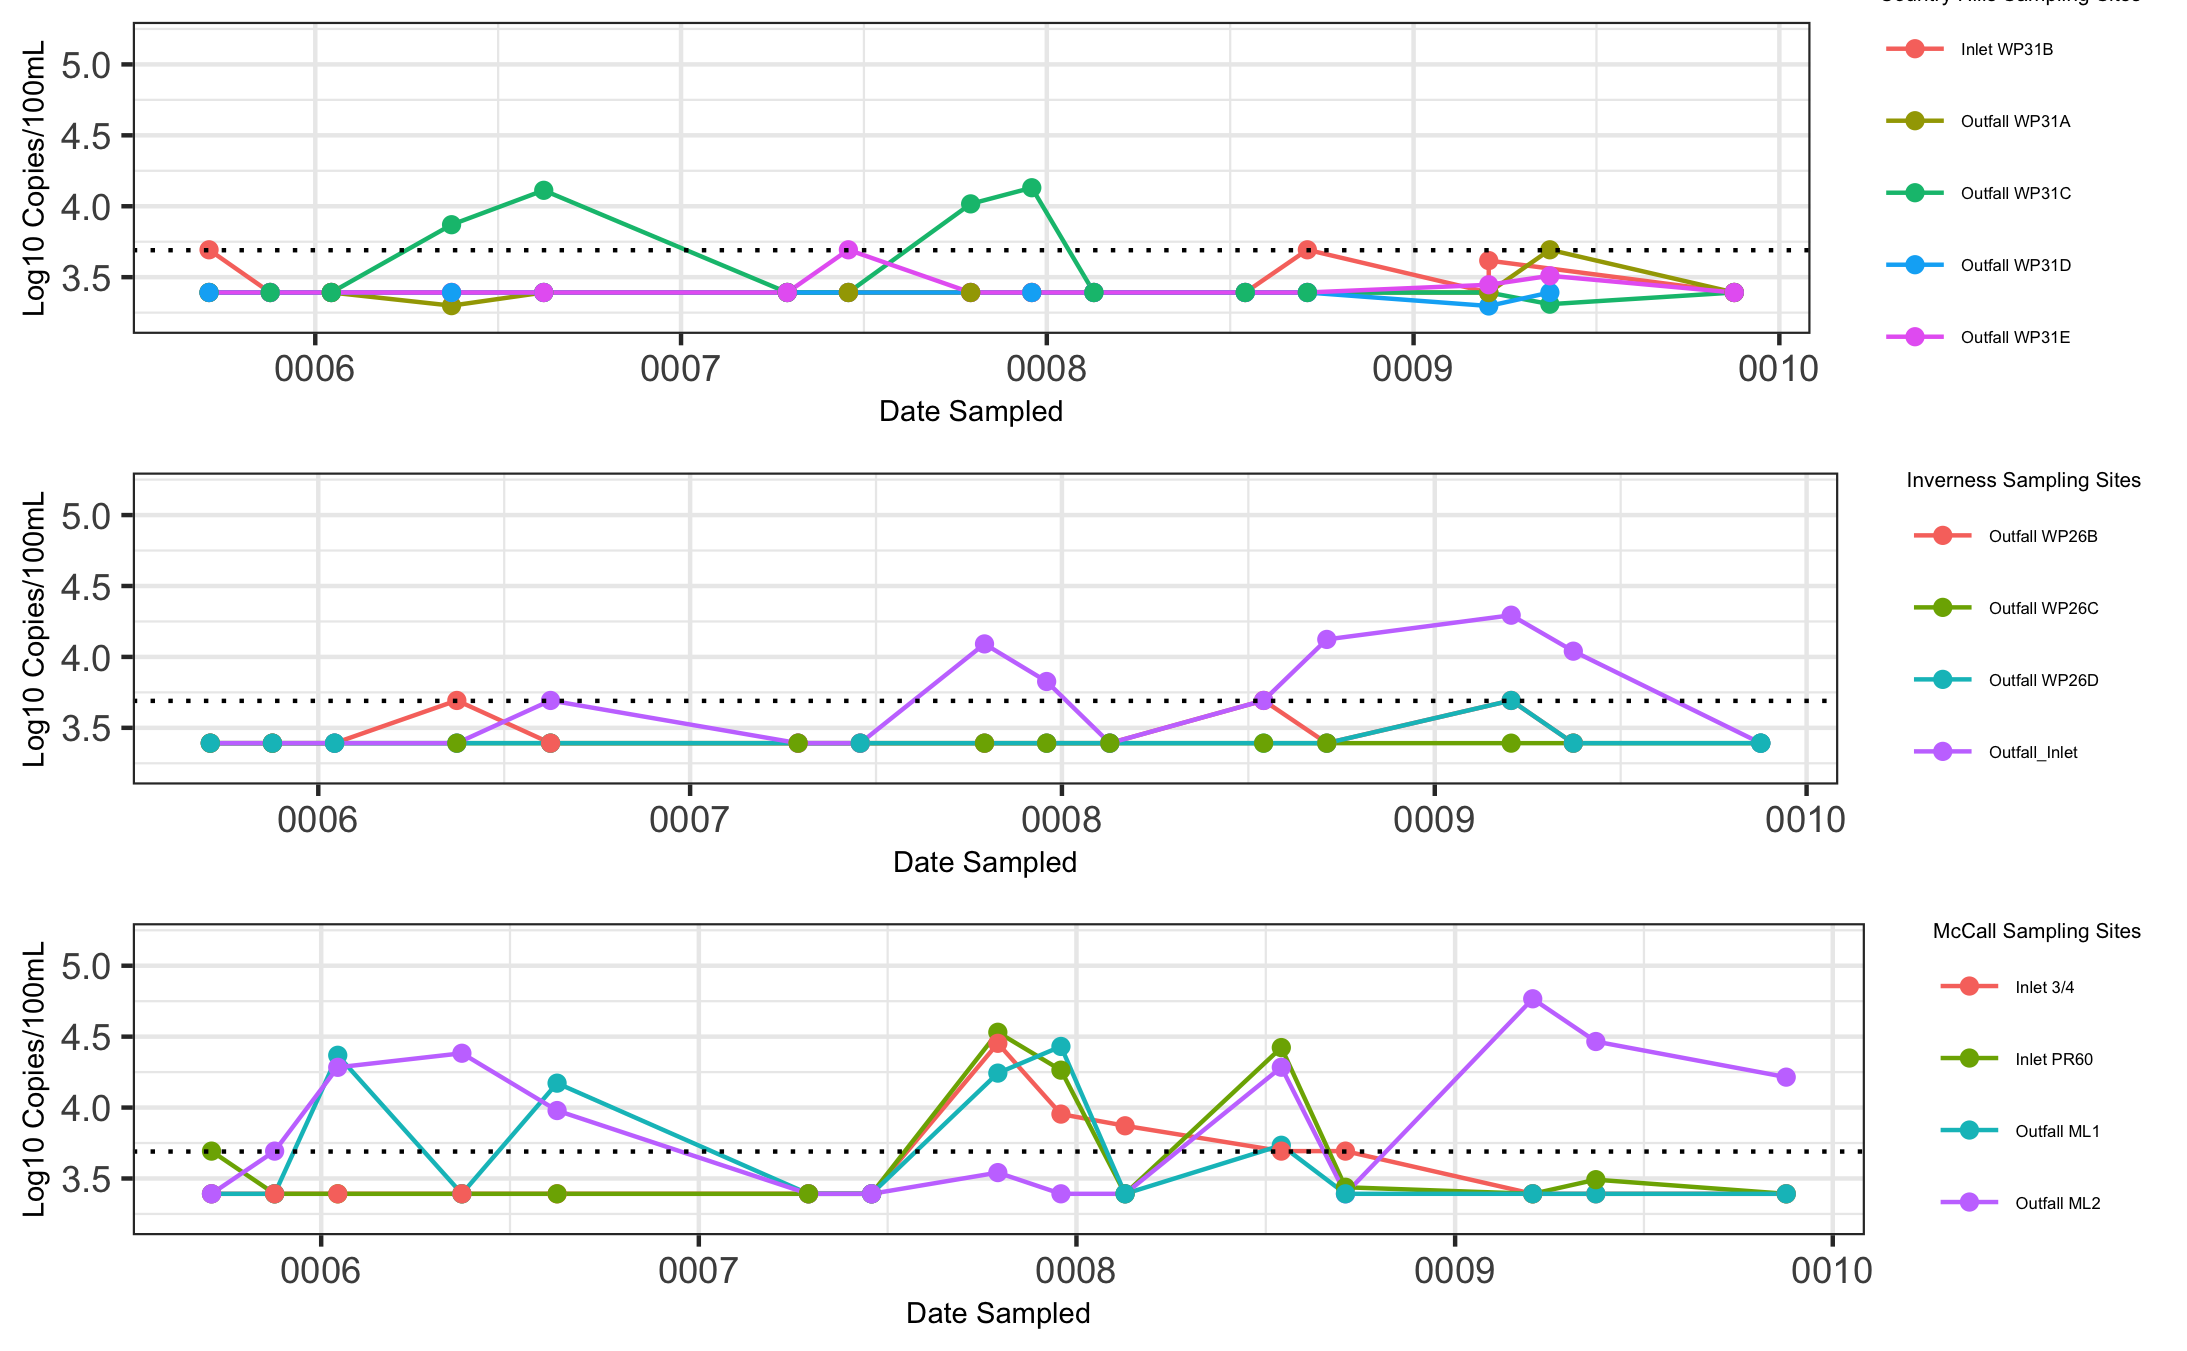 Country Hills Sampling Sites
Log10 Copies/100mL
5.0
4.5
4.0
3.5
0006 0007 0008 0009 0010
Date Sampled
Inlet WP31B
Outfall WP31A
Outfall WP31C
Outfall WP31D
Outfall WP31E
Log10 Copies/100mL
5.0
4.5
4.0
3.5
0006 0007 0008 0009 0010
Date Sampled
Inverness Sampling Sites
Outfall WP26B
Outfall WP26C
Outfall WP26D
Outfall_Inlet
Log10 Copies/100mL
5.0
4.5
4.0
3.5
0006 0007 0008 0009 0010
Date Sampled
McCall Sampling Sites
Inlet 3/4
Inlet PR60
Outfall ML1
Outfall ML2